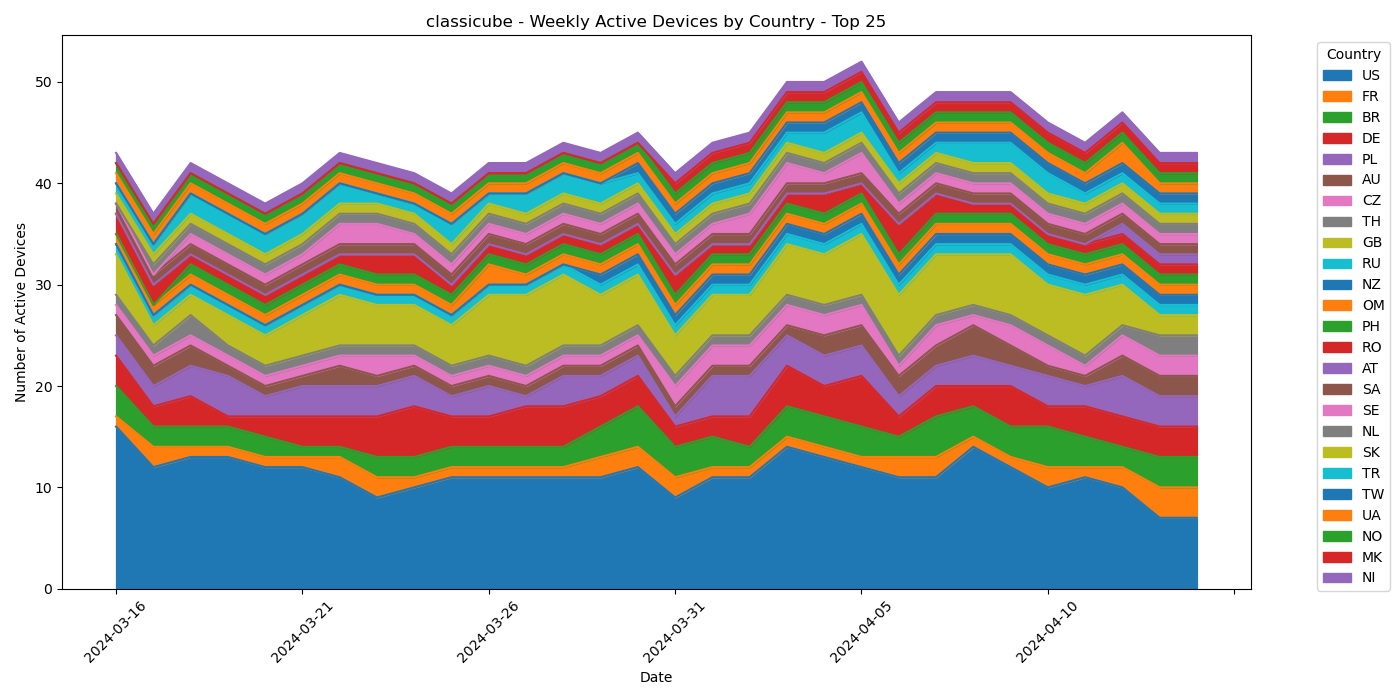 classicube - Weekly Active Devices by Country - Top 25
Number of Active Devices
50
40
30
20
10
0
2024-03-16
2024-03-21
2024-03-26
2024-03-31
2024-04-05
2024-04-10
Date
Country
US
FR
BR
DE
PL
AU
CZ
TH
GB
RU
NZ
OM
PH
RO
AT
SA
SE
NL
SK
TR
TW
UA
NO
MK
NI